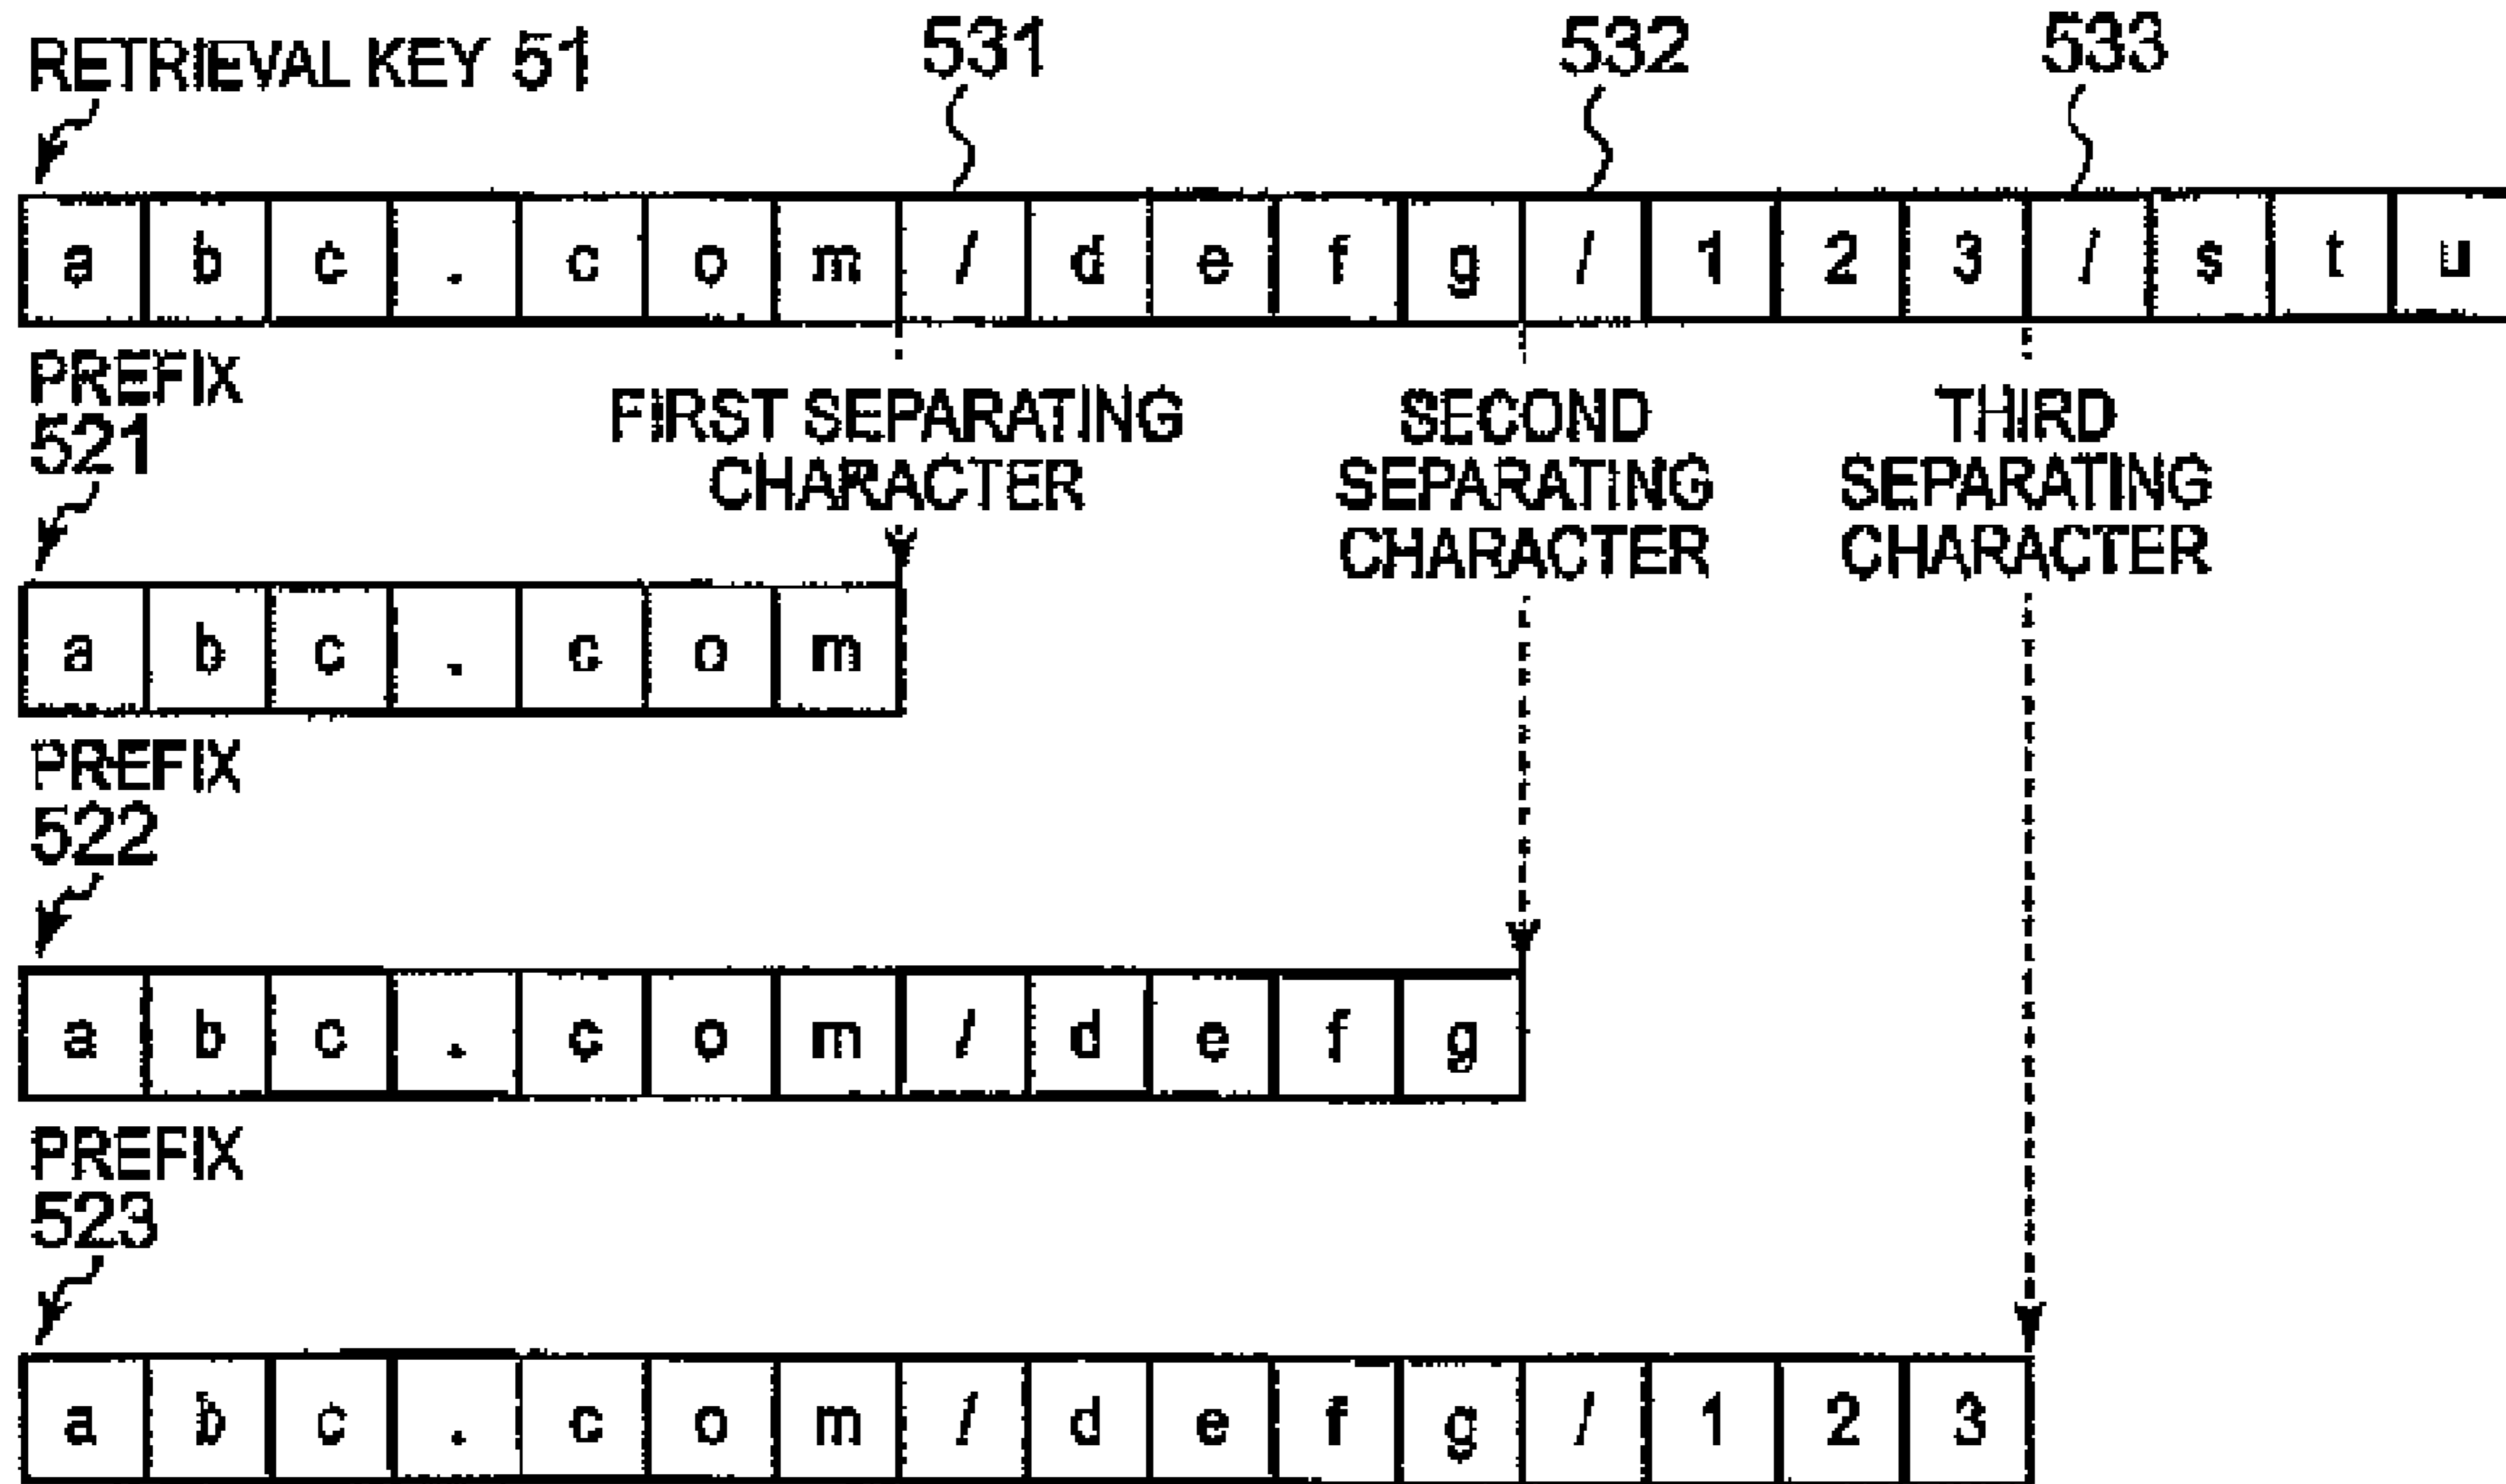 RETRIEVAL KEY 51 531 532 533
a b c . c o m / d e f g / 1 2 3 / s t u
PREFIX
521
FIRST SEPARATING
CHARACTER
SECOND
SEPARATING
CHARACTER
THIRD
SEPARATING
CHARACTER
a b c . c o m
PREFIX
522
a b c . c o m / d e f g
PREFIX
523
a b c . c o m / d e f g / 1 2 3